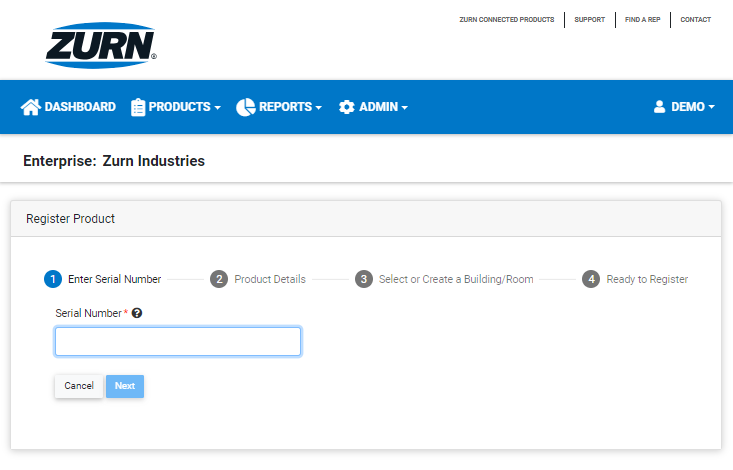 ZURN CONNECTED PRODUCTS SUPPORT FIND A REP CONTACT
ZURN®
DASHBOARD PRODUCTS REPORTS ADMIN DEMO
Enterprise: Zurn Industries
Register Product
1 Enter Serial Number 2 Product Details 3 Select or Create a Building/Room 4 Ready to Register
Serial Number * ?
Cancel Next